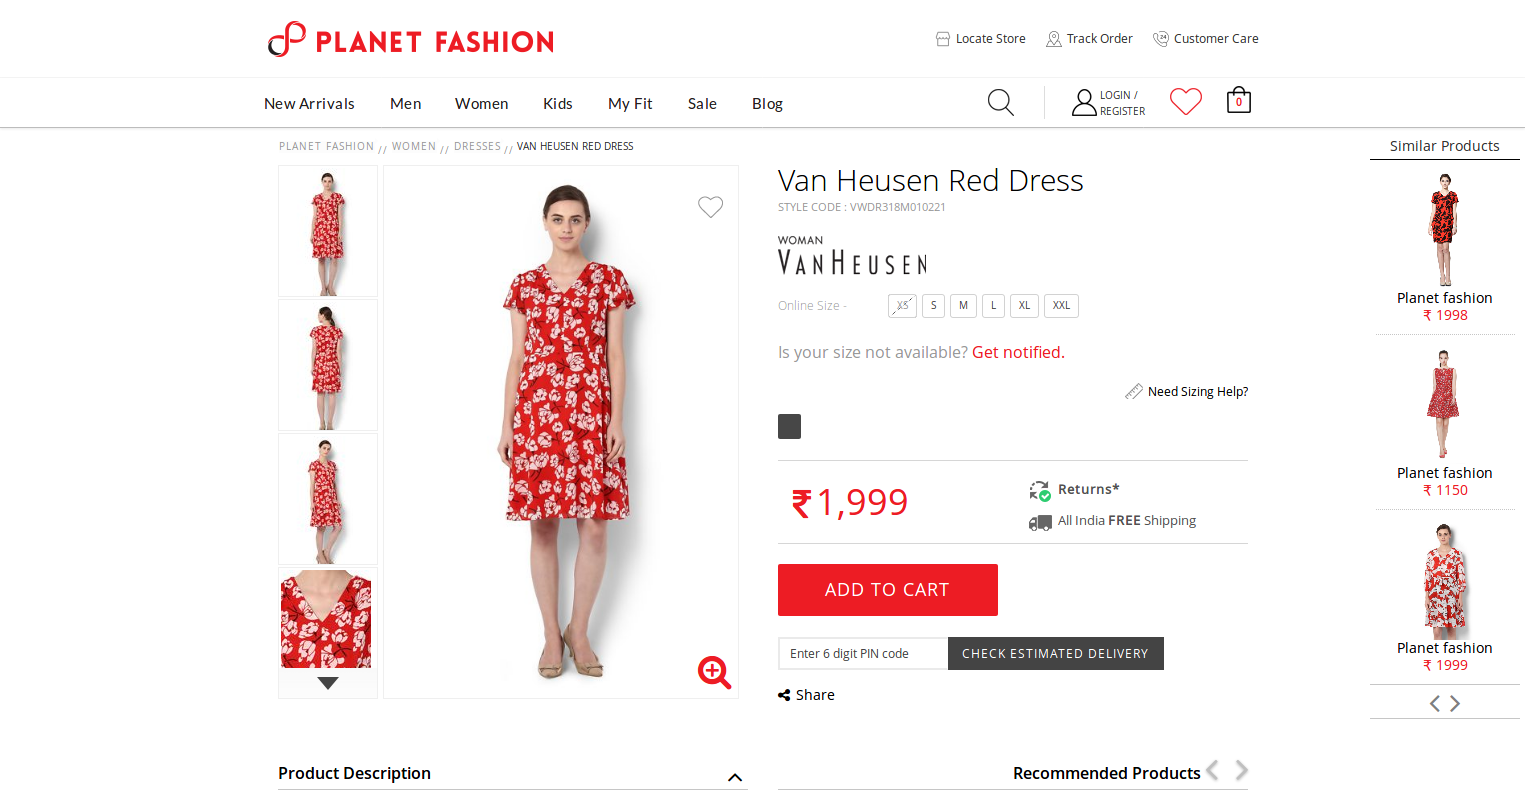 PLANET FASHION
Locate Store
Track Order
24
Customer Care
New Arrivals
Men
Women
Kids
My Fit
Sale
Blog
LOGIN /
REGISTER
0
PLANET FASHION // WOMEN // DRESSES // VAN HEUSEN RED DRESS
Van Heusen Red Dress
STYLE CODE : VWDR318M010221
WOMAN
VAN HEUSEN
Online Size -
XS
S
M
L
XL
XXL
Is your size not available? Get notified.
Need Sizing Help?
₹1,999
Returns*
All India FREE Shipping
ADD TO CART
Enter 6 digit PIN code
CHECK ESTIMATED DELIVERY
Share
Similar Products
Planet fashion
₹ 1998
Planet fashion
₹ 1150
Planet fashion
₹ 1999
Product Description
Recommended Products